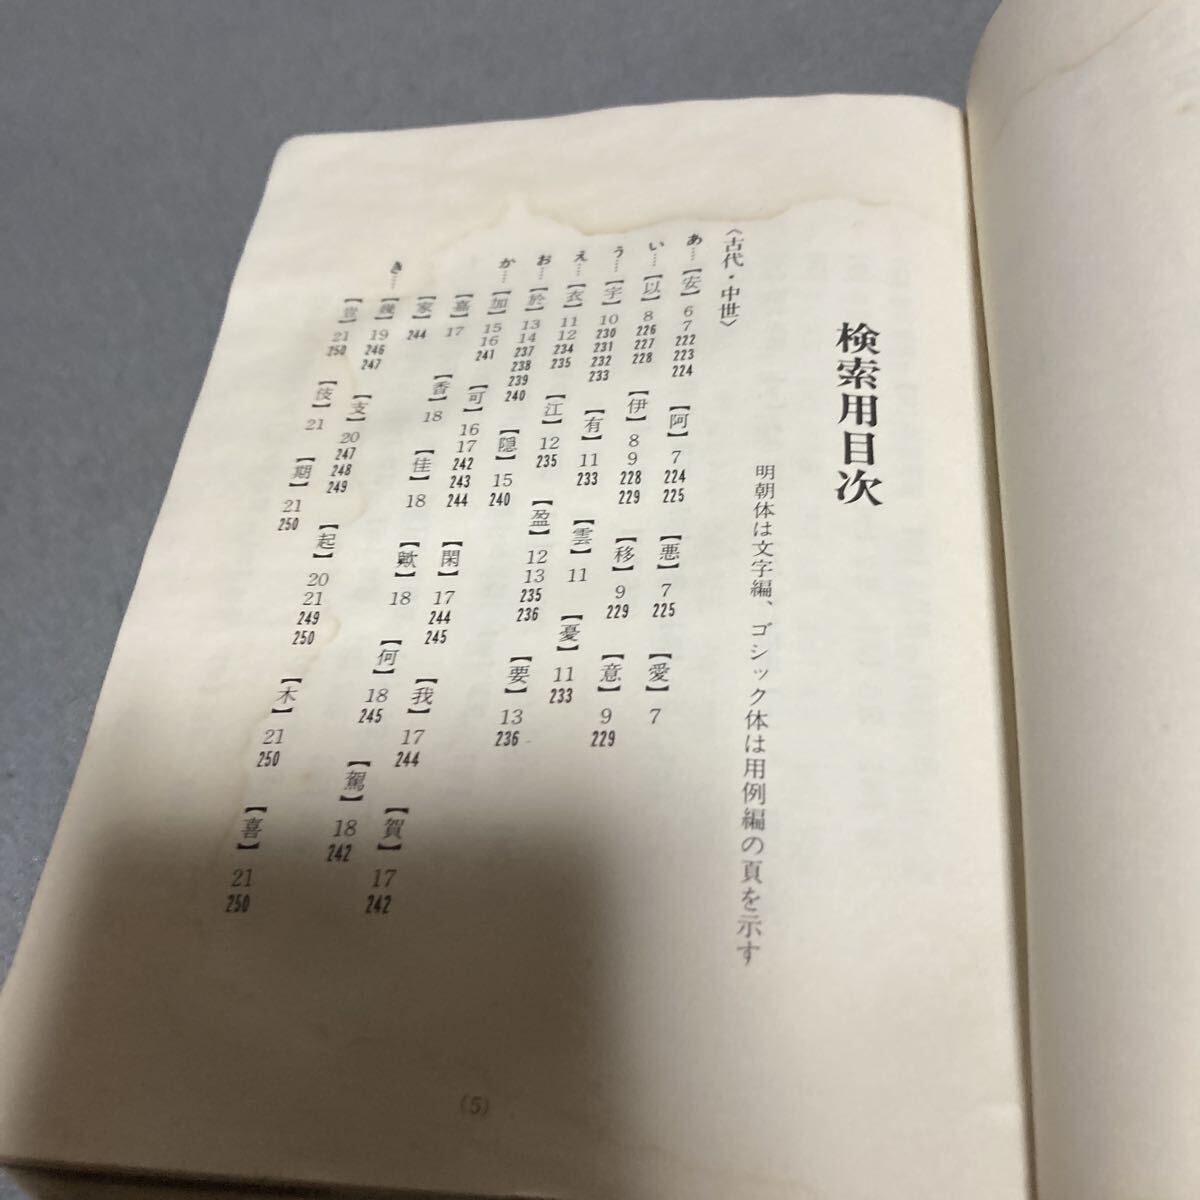 検索用目次
明朝体は文字編、ゴシック体は用例編の頁を示す
〈古代・中世〉
あ…【安】6 7 222 223 224 【阿】7 224 225 【悪】7 225 【愛】7
い…【以】8 226 227 228 【伊】8 9 228 229 【移】9 229 【意】9 229
う…【宇】10 230 231 232 233 【有】11 233 【雲】11 【憂】11 233
え…【衣】11 12 234 235 【江】12 235 【盈】12 13 235 236 【要】13 236
お…【於】13 14 237 238 239 240 【隠】15 240
か…【加】15 16 241 【可】16 17 242 243 244 【閑】17 244 245 【我】17 244 【賀】17 242
【嘉】17 【香】18 【佳】18 【歟】18 【何】18 245 【駕】18 242
【家】244
き…【幾】19 246 247 【支】20 247 248 249 【起】20 21 249 250 【木】21 250 【喜】21 250
21 250 【伎】21 【期】21 250
(5)